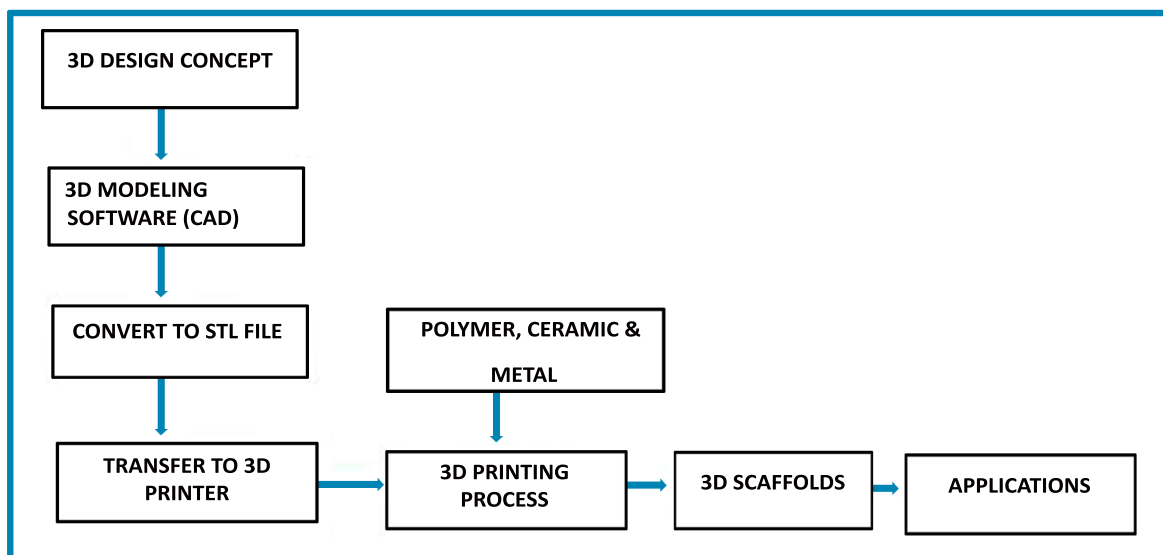 3D DESIGN CONCEPT
3D MODELING
SOFTWARE (CAD)
CONVERT TO STL FILE
POLYMER, CERAMIC &
METAL
TRANSFER TO 3D
PRINTER
3D PRINTING
PROCESS
3D SCAFFOLDS
APPLICATIONS